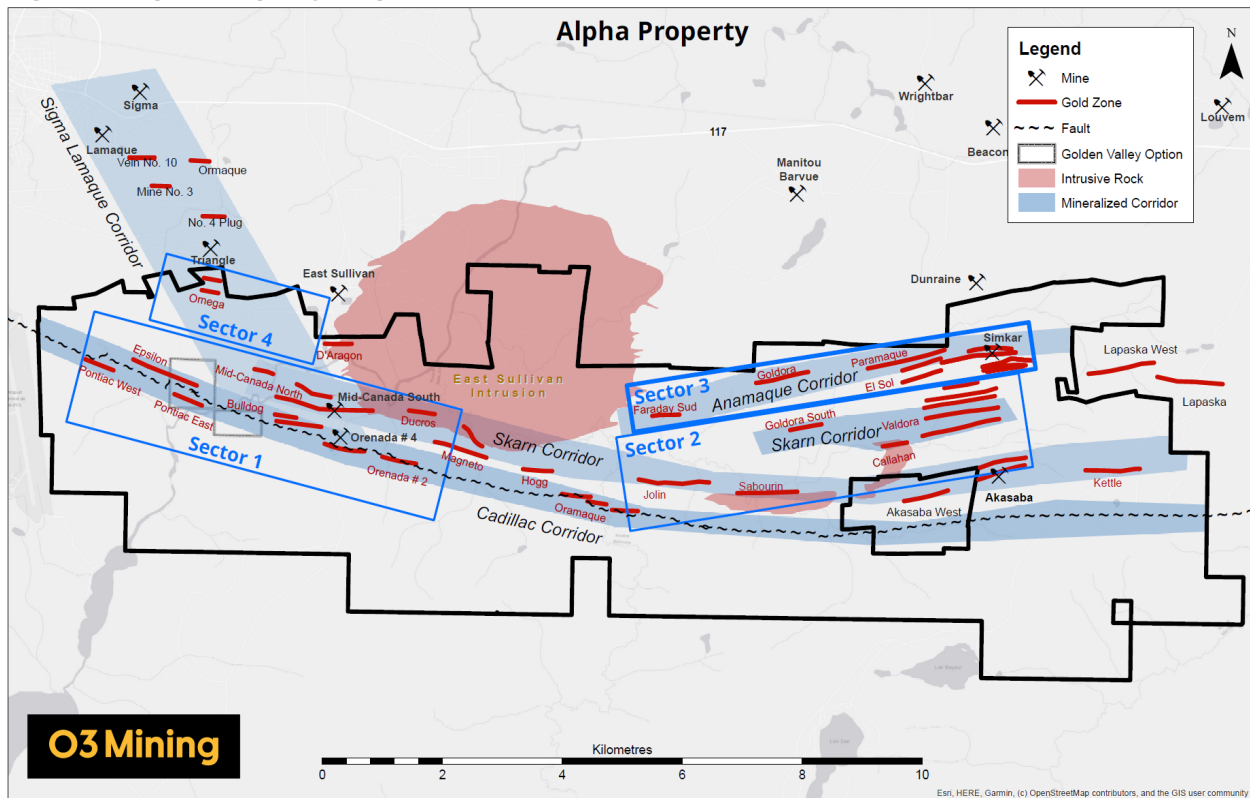 Alpha Property
N
Legend
Mine
Gold Zone
Fault
Golden Valley Option
Intrusive Rock
Mineralized Corridor
Sigma
Lamaque
Vein No. 10
Ormaque
Mine No. 3
No. 4 Plug
Triangle
Sigma Lamaque Corridor
Omega
Sector 4
East Sullivan
D'Aragon
Wrightbar
117
Beacon
Louvem
Manitou
Barvue
Dunraine
Epsilon
Pontiac West
Mid-Canada North
Mid-Canada South
Pontiac East
Bulldog
Ducros
Orenada # 4
Orenada # 2
Sector 1
East Sullivan
Intrusion
Magneto
Skarn Corridor
Hogg
Oramaque
Cadillac Corridor
Simkar
Paramaque
Goldora
Sector 3
Anamaque Corridor
El Sol
Faraday Sud
Lapaska West
Lapaska
Sector 2
Goldora South
Valdora
Skarn Corridor
Callahan
Jolin
Sabourin
Akasaba
Kettle
Akasaba West
O3 Mining
Kilometres
0 2 4 6 8 10
Esri, HERE, Garmin, (c) OpenStreetMap contributors, and the GIS user community